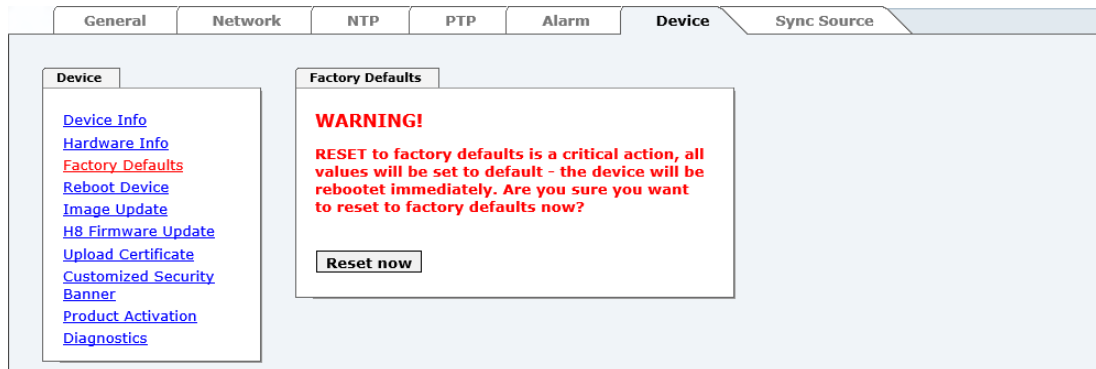 General Network NTP PTP Alarm Device Sync Source
Device
Device Info
Hardware Info
Factory Defaults
Reboot Device
Image Update
H8 Firmware Update
Upload Certificate
Customized Security
Banner
Product Activation
Diagnostics
Factory Defaults
WARNING!
RESET to factory defaults is a critical action, all
values will be set to default - the device will be
rebootet immediately. Are you sure you want
to reset to factory defaults now?
Reset now